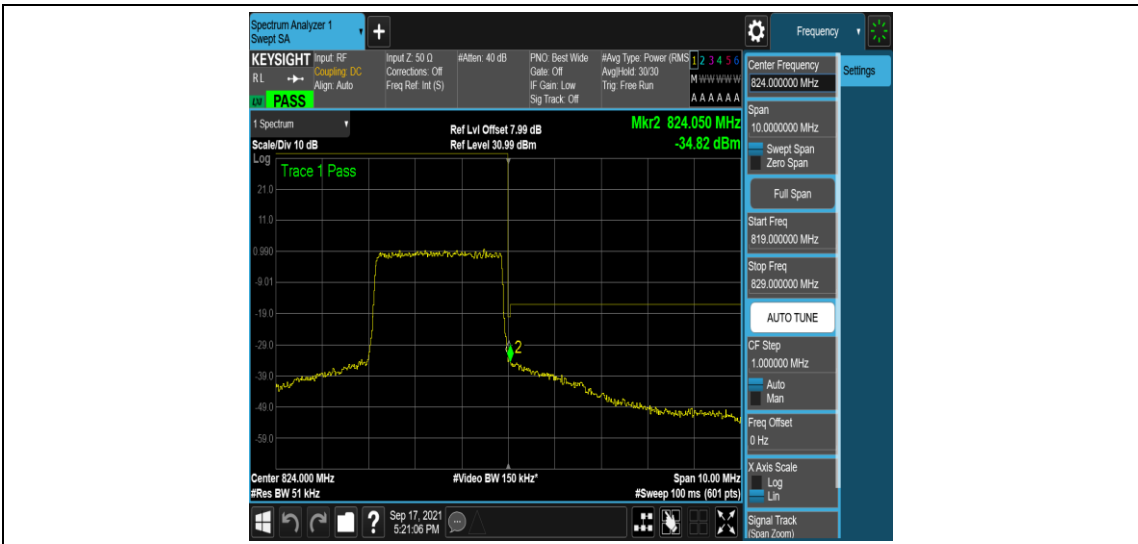 Spectrum Analyzer 1
Swept SA
+
Frequency
KEYSIGHT
RL
LXI PASS
Input: RF
Coupling: DC
Align: Auto
Input Z: 50 Ω
Corrections: Off
Freq Ref: Int (S)
#Atten: 40 dB
PNO: Best Wide
Gate: Off
IF Gain: Low
Sig Track: Off
#Avg Type: Power (RMS
Avg|Hold: 30/30
Trig: Free Run
1 2 3 4 5 6
M W W W W W
A A A A A A
1 Spectrum
Scale/Div 10 dB
Ref Lvl Offset 7.99 dB
Ref Level 30.99 dBm
Mkr2 824.050 MHz
-34.82 dBm
Log
Trace 1 Pass
21.0
11.0
0.990
-9.01
-19.0
-29.0
-39.0
-49.0
-59.0
2
Center 824.000 MHz
#Res BW 51 kHz
#Video BW 150 kHz*
Span 10.00 MHz
#Sweep 100 ms (601 pts)
?
Sep 17, 2021
5:21:06 PM
Center Frequency
824.000000 MHz
Settings
Span
10.0000000 MHz
Swept Span
Zero Span
Full Span
Start Freq
819.000000 MHz
Stop Freq
829.000000 MHz
AUTO TUNE
CF Step
1.000000 MHz
Auto
Man
Freq Offset
0 Hz
X Axis Scale
Log
Lin
Signal Track
(Span Zoom)